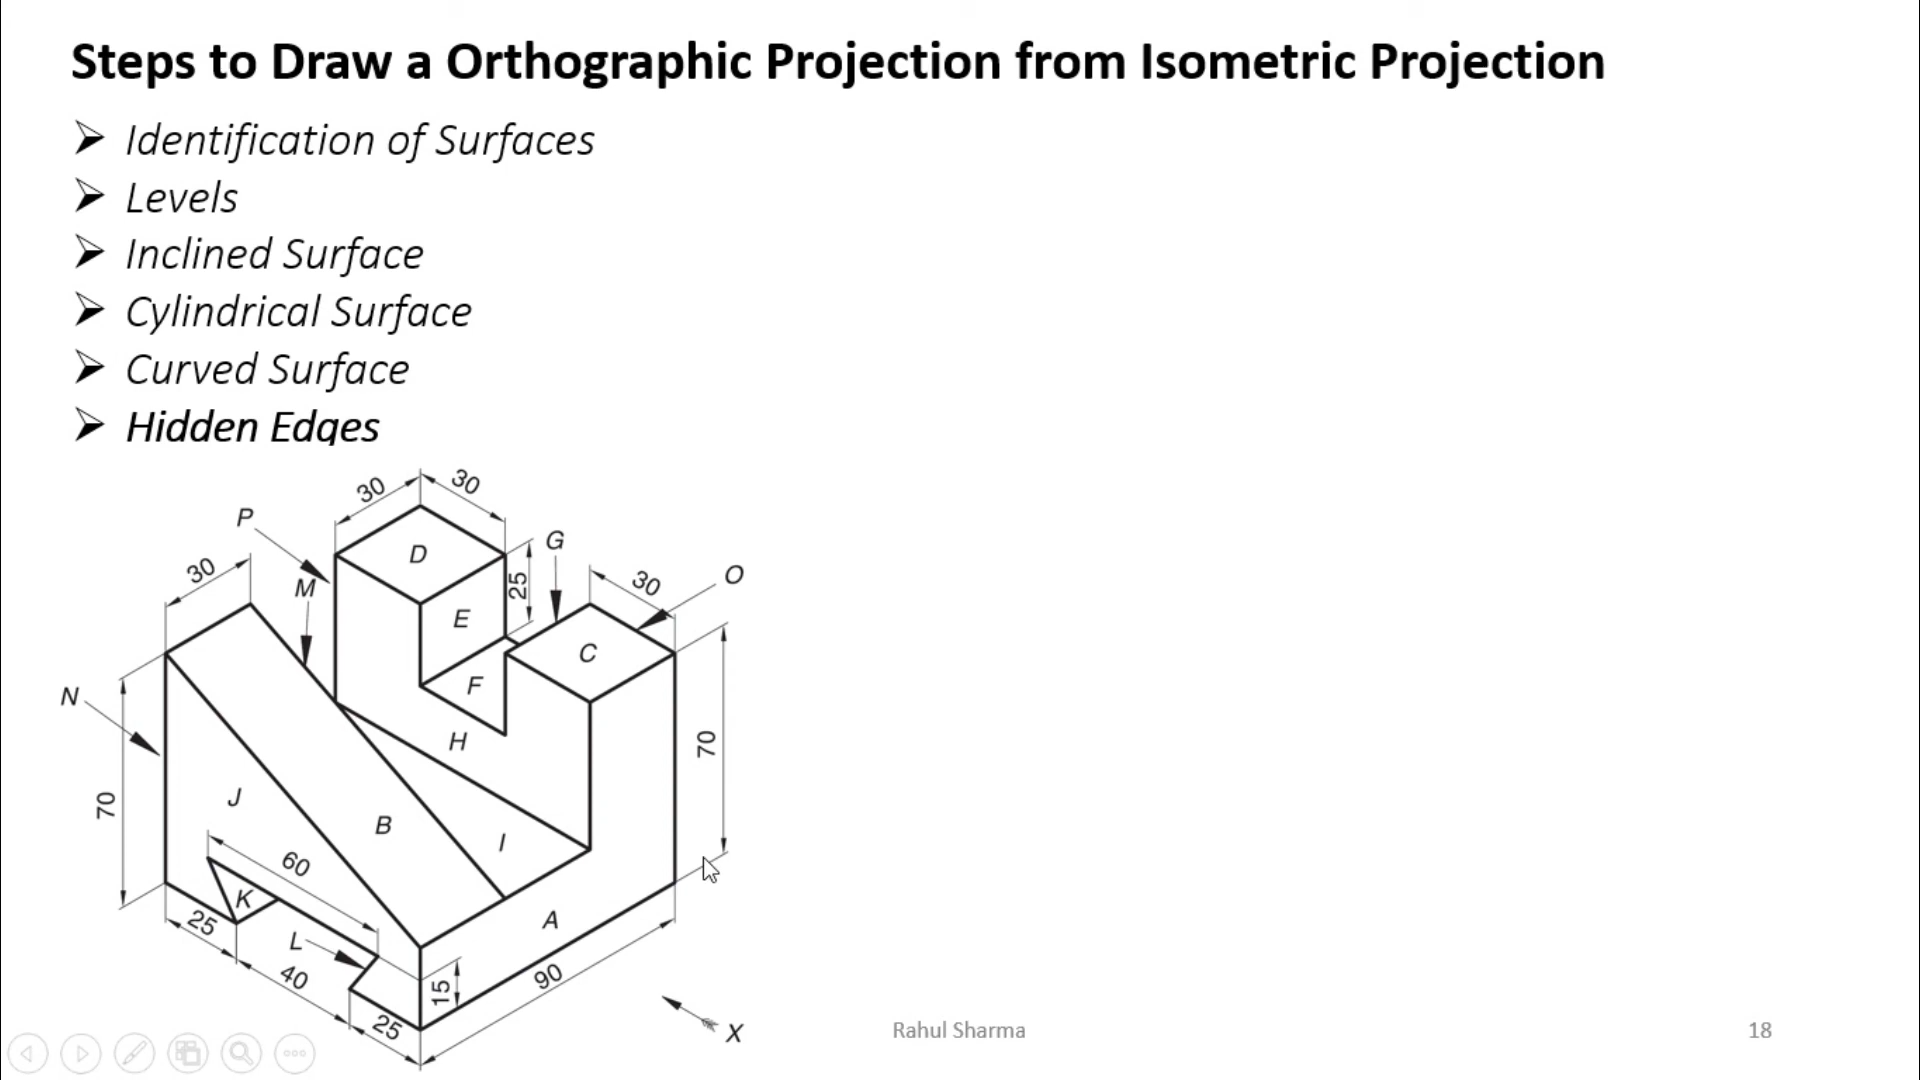 Steps to Draw a Orthographic Projection from Isometric Projection
➢ Identification of Surfaces
➢ Levels
➢ Inclined Surface
➢ Cylindrical Surface
➢ Curved Surface
➢ Hidden Edges
30 30
P
D
G
30
M
25
30
O
E
C
F
N
H
70
J
70
B
I
60
K
25
A
L
40
15
90
25
X
Rahul Sharma
18